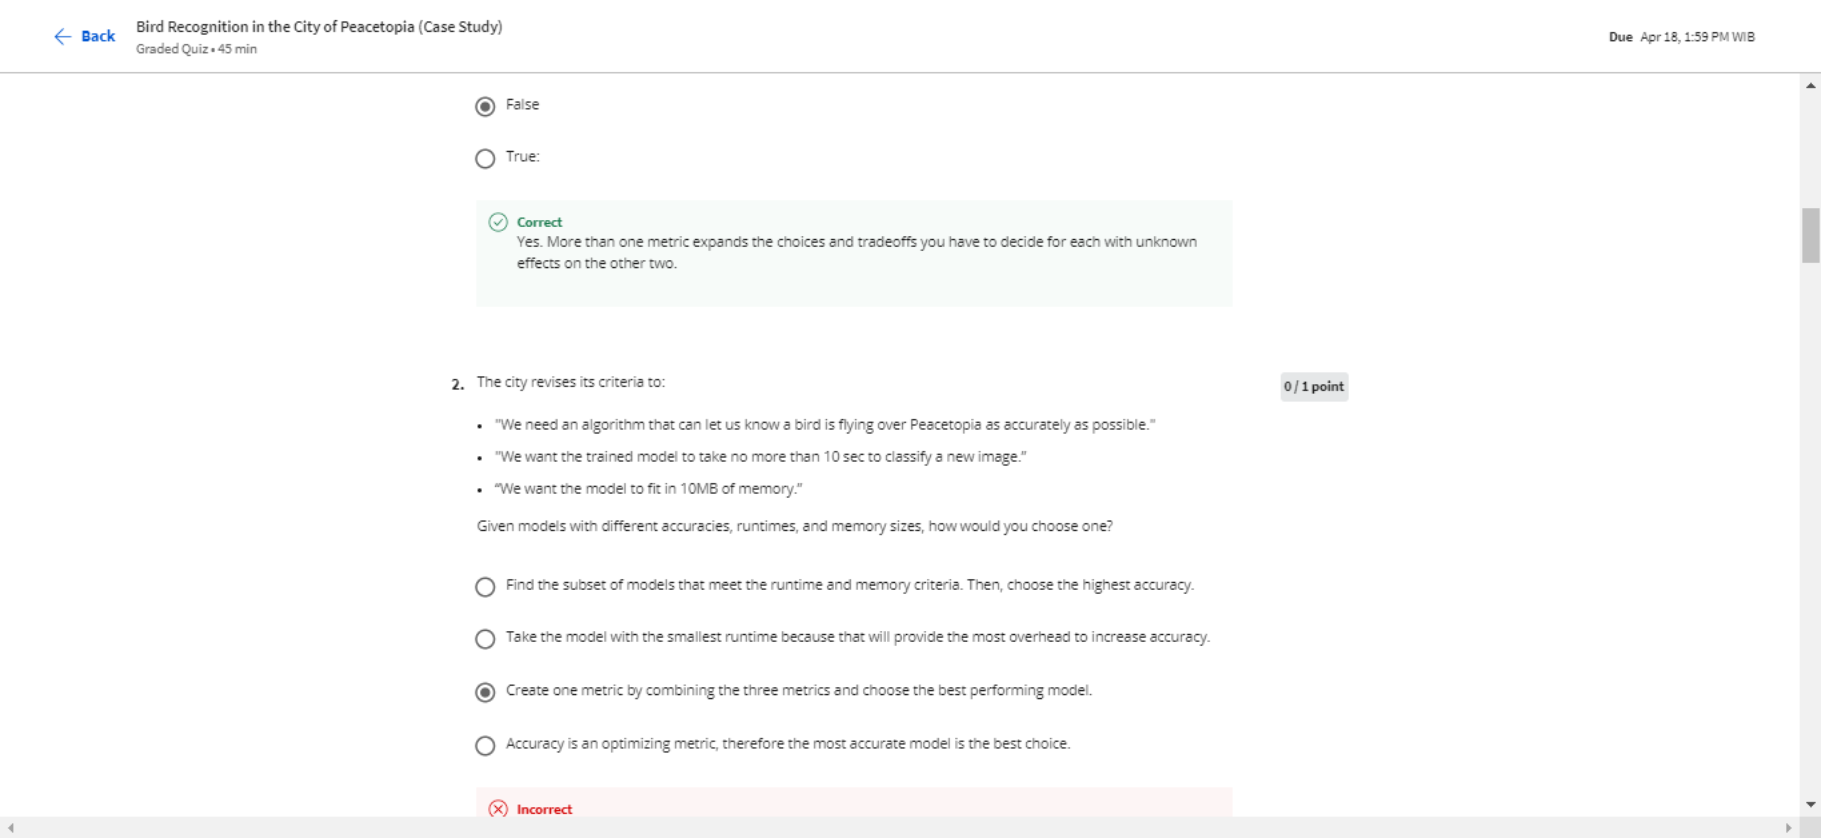 Back
Bird Recognition in the City of Peacetopia (Case Study)
Graded Quiz • 45 min
Due Apr 18, 1:59 PM WIB
False
True:
Correct
Yes. More than one metric expands the choices and tradeoffs you have to decide for each with unknown
effects on the other two.
2. The city revises its criteria to:
0 / 1 point
• "We need an algorithm that can let us know a bird is flying over Peacetopia as accurately as possible."
• "We want the trained model to take no more than 10 sec to classify a new image."
• “We want the model to fit in 10MB of memory.”
Given models with different accuracies, runtimes, and memory sizes, how would you choose one?
Find the subset of models that meet the runtime and memory criteria. Then, choose the highest accuracy.
Take the model with the smallest runtime because that will provide the most overhead to increase accuracy.
Create one metric by combining the three metrics and choose the best performing model.
Accuracy is an optimizing metric, therefore the most accurate model is the best choice.
Incorrect